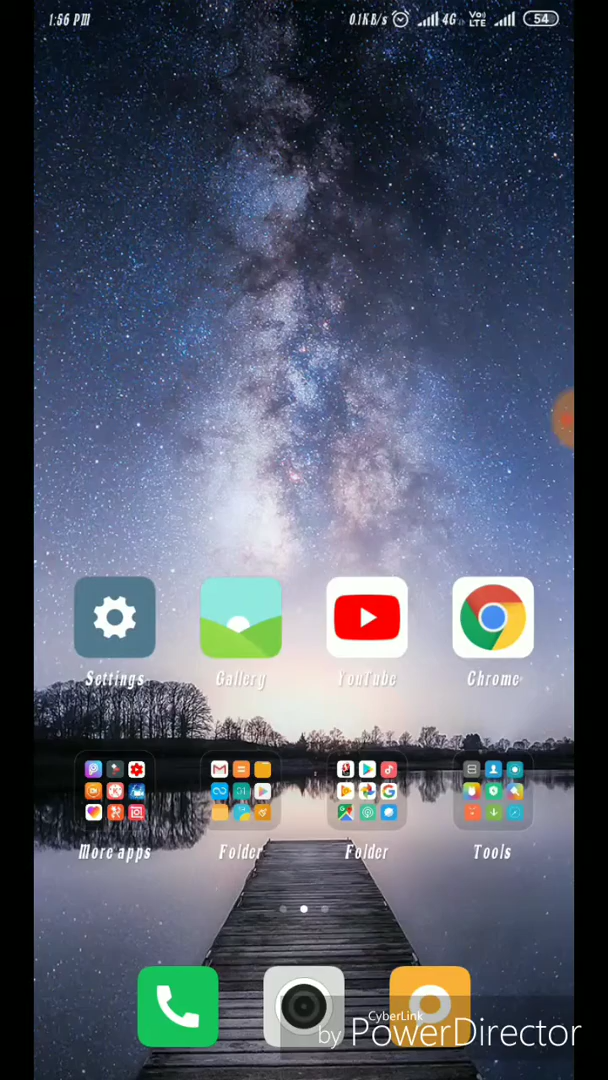 1:56 PM 0.1KB/s 4G Vo) LTE 54
Settings Gallery YouTube Chrome
More apps Folder Folder Tools
CyberLink
by PowerDirector